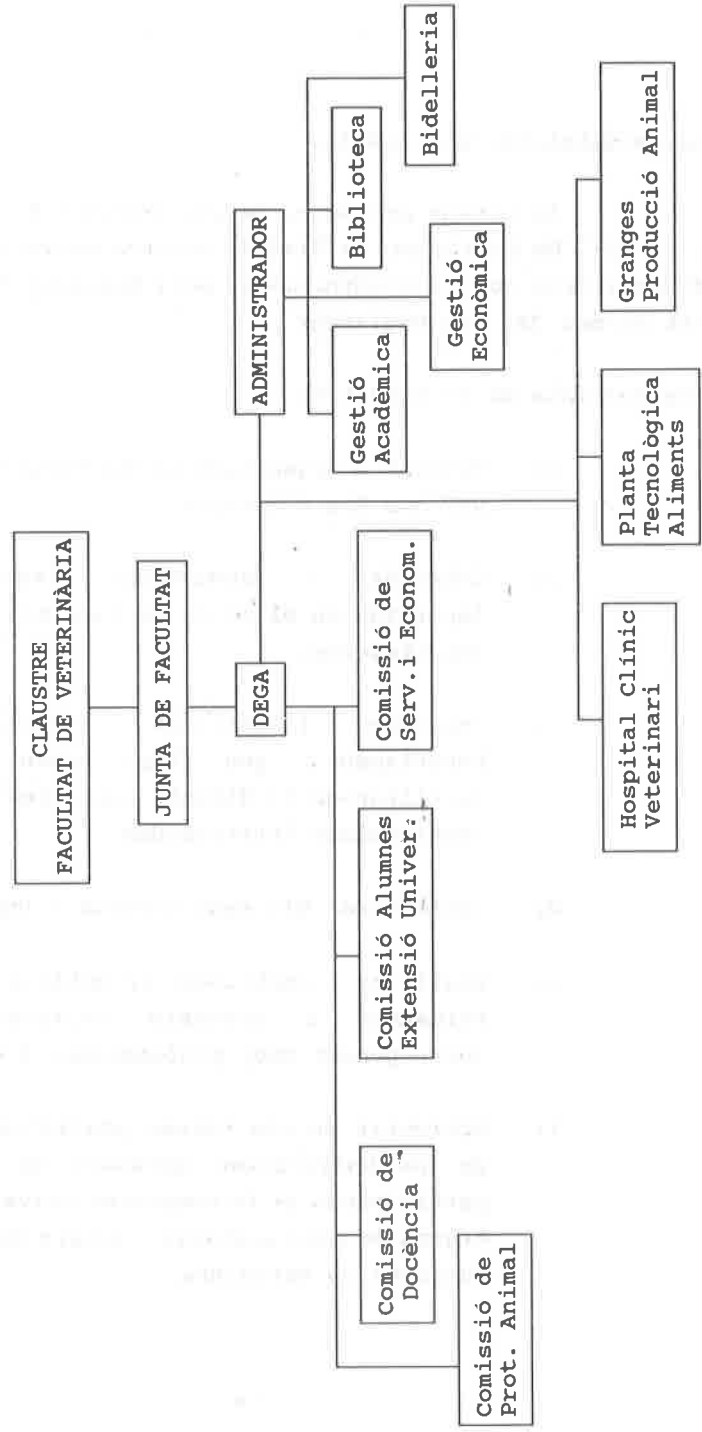 CLAUSTRE
FACULTAT DE VETERINÀRIA
JUNTA DE FACULTAT
DEGA
ADMINISTRADOR
Gestió
Acadèmica
Biblioteca
Gestió
Econòmica
Bidelleria
Comissió de
Docència
Comissió Alumnes
Extensió Univer.
Comissió de
Serv.i Econom.
Comissió de
Prot. Animal
Hospital Clínic
Veterinari
Planta
Tecnològica
Aliments
Granges
Producció Animal